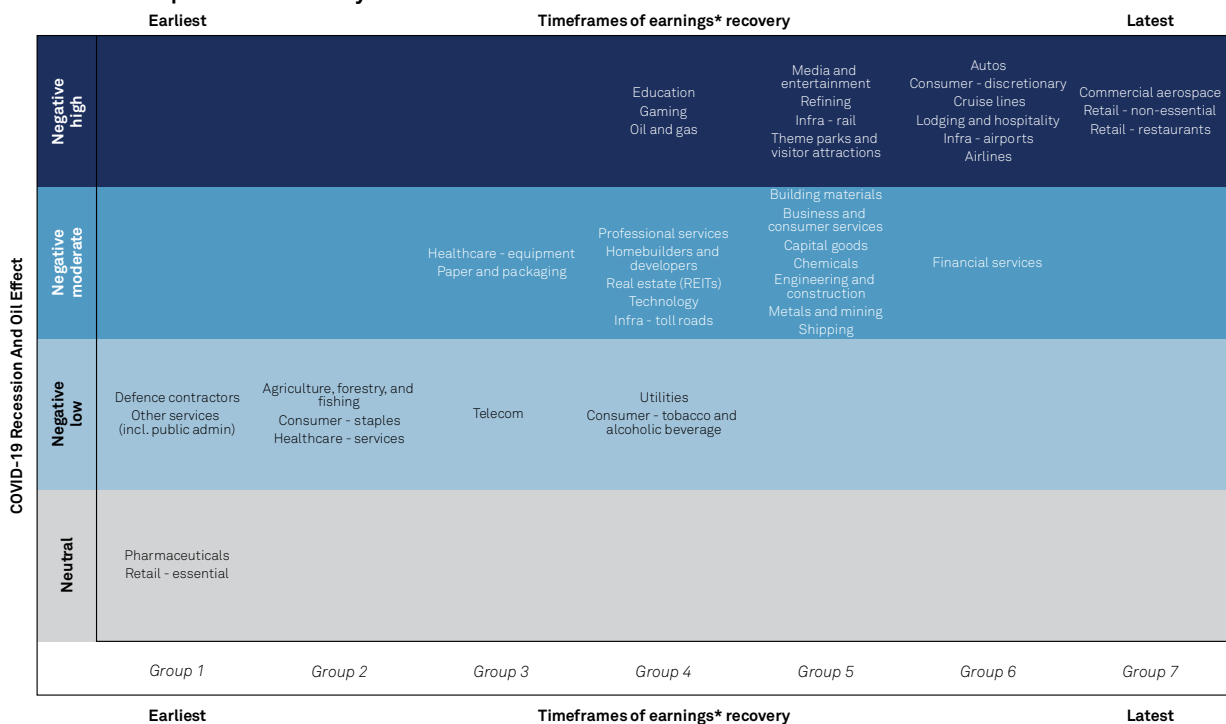 Earliest
Timeframes of earnings* recovery
Latest
COVID-19 Recession And Oil Effect
Negative
high
Education
Gaming
Oil and gas
Media and
entertainment
Refining
Infra - rail
Theme parks and
visitor attractions
Autos
Consumer - discretionary
Cruise lines
Lodging and hospitality
Infra - airports
Airlines
Commercial aerospace
Retail - non-essential
Retail - restaurants
Negative
moderate
Healthcare - equipment
Paper and packaging
Professional services
Homebuilders and
developers
Real estate (REITs)
Technology
Infra - toll roads
Building materials
Business and
consumer services
Capital goods
Chemicals
Engineering and
construction
Metals and mining
Shipping
Financial services
Negative
low
Defence contractors
Other services
(incl. public admin)
Agriculture, forestry, and
fishing
Consumer - staples
Healthcare - services
Telecom
Utilities
Consumer - tobacco and
alcoholic beverage
Neutral
Pharmaceuticals
Retail - essential
Group 1
Group 2
Group 3
Group 4
Group 5
Group 6
Group 7
Earliest
Timeframes of earnings* recovery
Latest